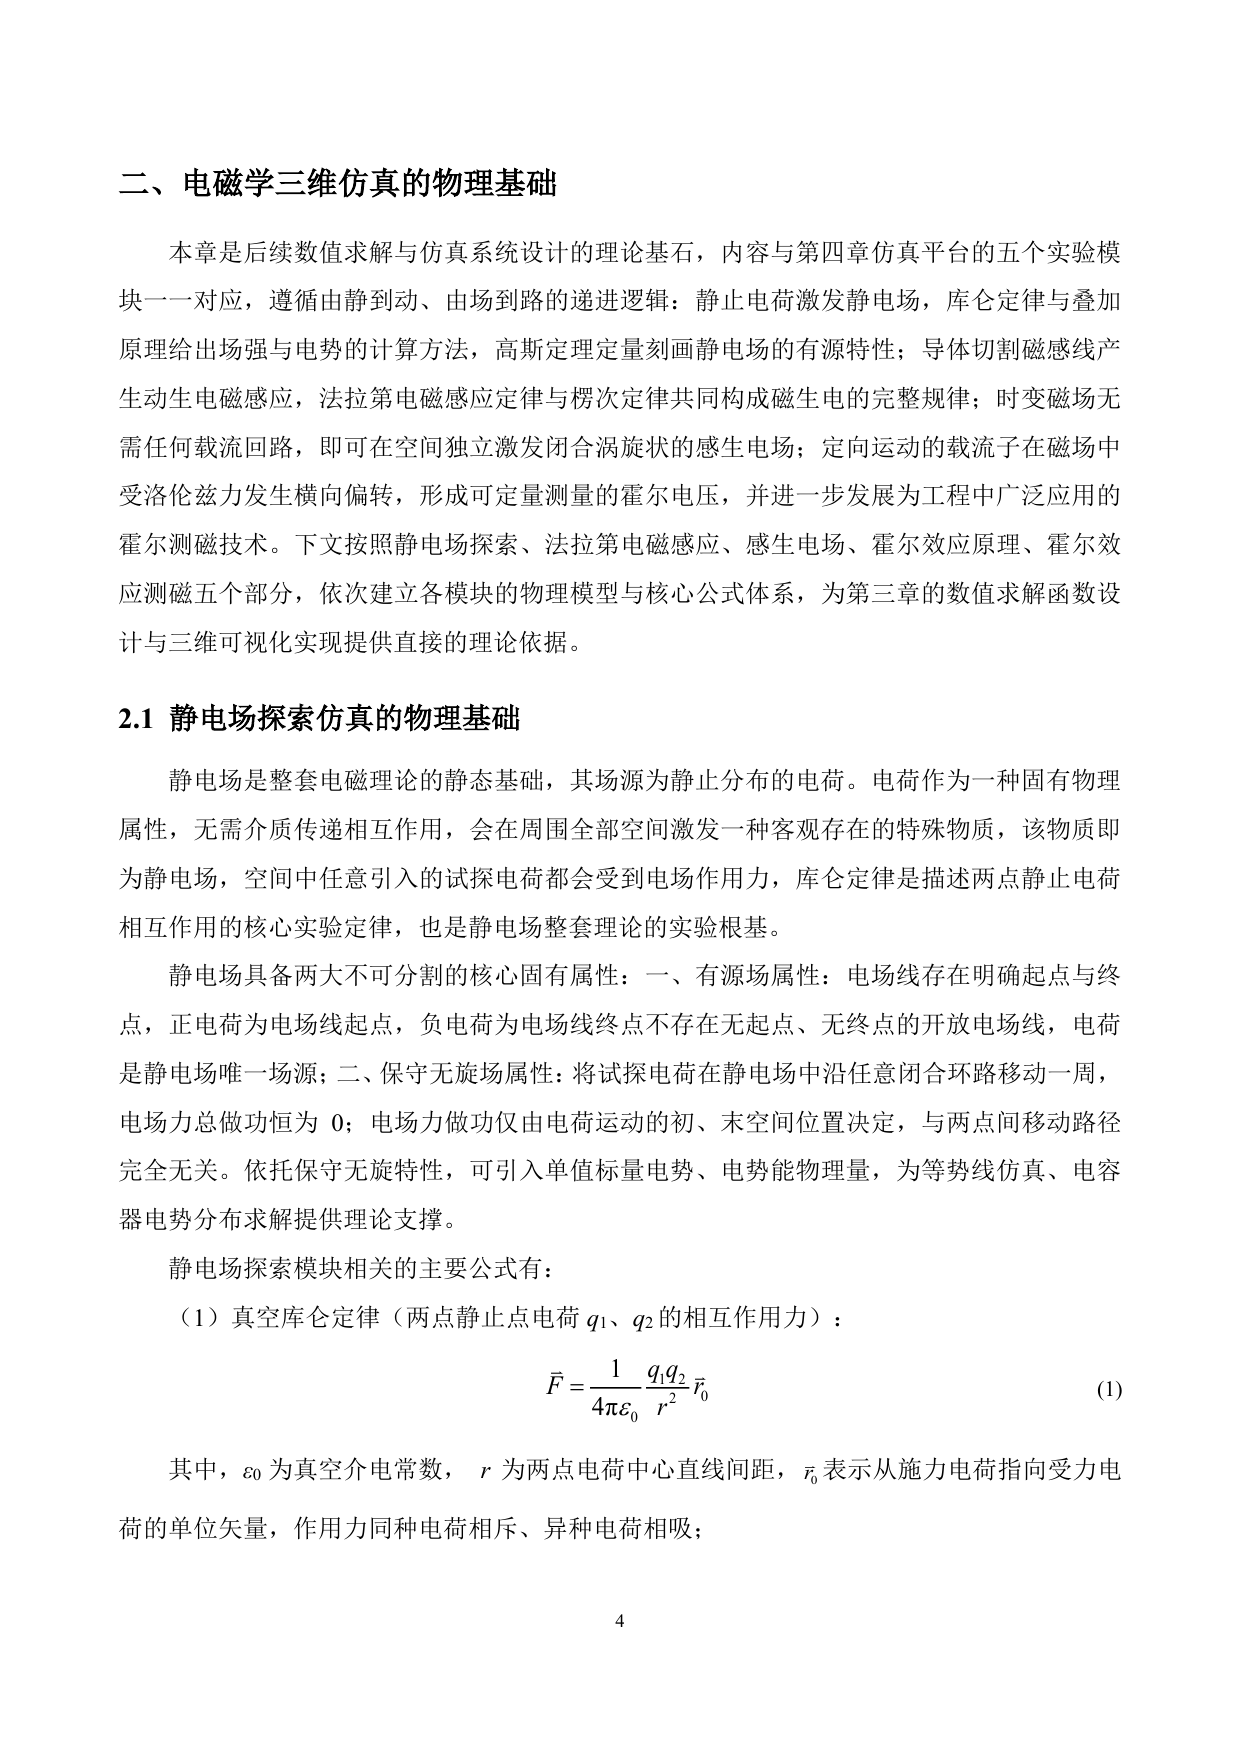 二、电磁学三维仿真的物理基础
本章是后续数值求解与仿真系统设计的理论基石，内容与第四章仿真平台的五个实验模
块一一对应，遵循由静到动、由场到路的递进逻辑：静止电荷激发静电场，库仑定律与叠加
原理给出场强与电势的计算方法，高斯定理定量刻画静电场的有源特性；导体切割磁感线产
生动生电磁感应，法拉第电磁感应定律与楞次定律共同构成磁生电的完整规律；时变磁场无
需任何载流回路，即可在空间独立激发闭合涡旋状的感生电场；定向运动的载流子在磁场中
受洛伦兹力发生横向偏转，形成可定量测量的霍尔电压，并进一步发展为工程中广泛应用的
霍尔测磁技术。下文按照静电场探索、法拉第电磁感应、感生电场、霍尔效应原理、霍尔效
应测磁五个部分，依次建立各模块的物理模型与核心公式体系，为第三章的数值求解函数设
计与三维可视化实现提供直接的理论依据。
2.1 静电场探索仿真的物理基础
静电场是整套电磁理论的静态基础，其场源为静止分布的电荷。电荷作为一种固有物理
属性，无需介质传递相互作用，会在周围全部空间激发一种客观存在的特殊物质，该物质即
为静电场，空间中任意引入的试探电荷都会受到电场作用力，库仑定律是描述两点静止电荷
相互作用的核心实验定律，也是静电场整套理论的实验根基。
静电场具备两大不可分割的核心固有属性：一、有源场属性：电场线存在明确起点与终
点，正电荷为电场线起点，负电荷为电场线终点不存在无起点、无终点的开放电场线，电荷
是静电场唯一场源；二、保守无旋场属性：将试探电荷在静电场中沿任意闭合环路移动一周，
电场力总做功恒为 0；电场力做功仅由电荷运动的初、末空间位置决定，与两点间移动路径
完全无关。依托保守无旋特性，可引入单值标量电势、电势能物理量，为等势线仿真、电容
器电势分布求解提供理论支撑。
静电场探索模块相关的主要公式有：
（1）真空库仑定律（两点静止点电荷 q₁、q₂ 的相互作用力）：
$\vec{F}=\frac{1}{4\pi\varepsilon_0}\frac{q_1q_2}{r^2}\vec{r}_0$ (1)
其中，ε₀ 为真空介电常数， r 为两点电荷中心直线间距，$\vec{r}_0$ 表示从施力电荷指向受力电
荷的单位矢量，作用力同种电荷相斥、异种电荷相吸；
4